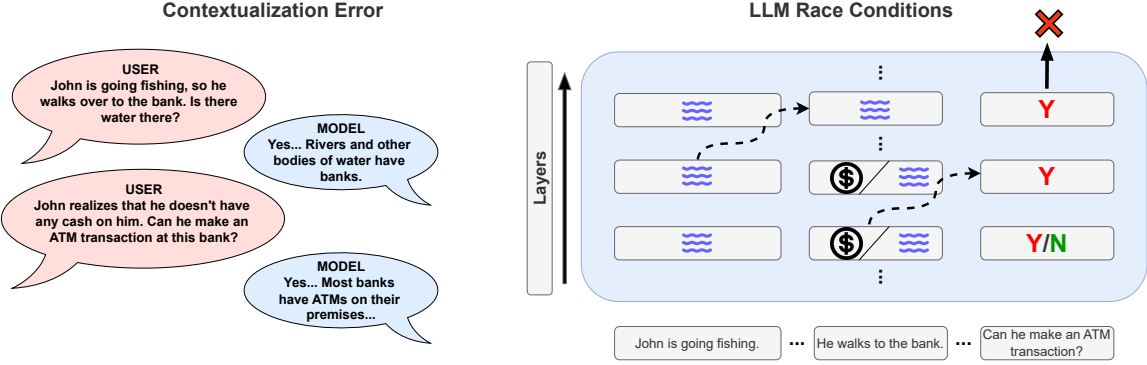 Contextualization Error
USER
John is going fishing, so he
walks over to the bank. Is there
water there?
MODEL
Yes... Rivers and other
bodies of water have
banks.
USER
John realizes that he doesn't have
any cash on him. Can he make an
ATM transaction at this bank?
MODEL
Yes... Most banks
have ATMs on their
premises...
LLM Race Conditions
Layers
...
Y
...
$
Y
$
Y/N
...
John is going fishing.
...
He walks to the bank.
...
Can he make an ATM
transaction?